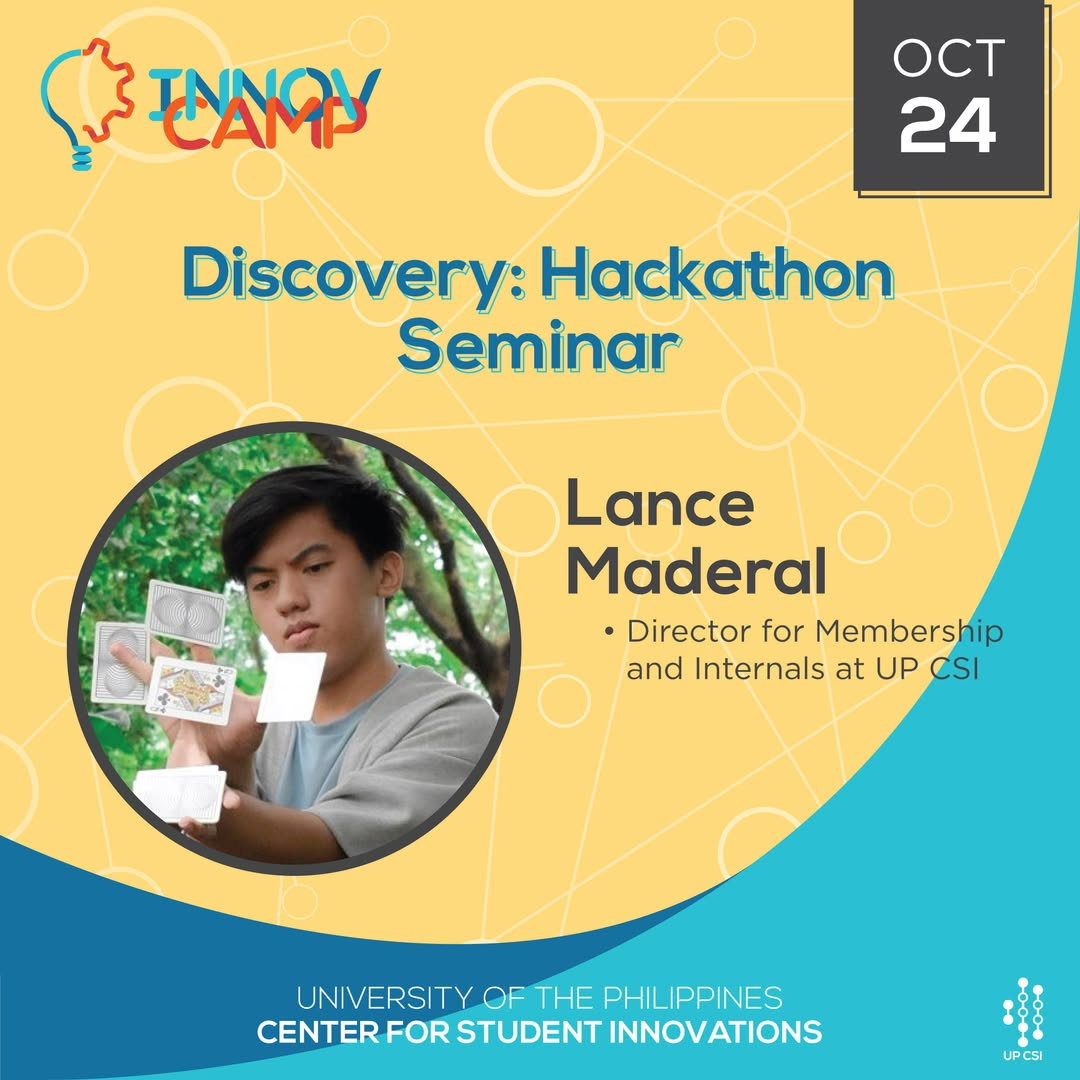 INNOV
CAMP
OCT
24
Discovery: Hackathon
Seminar
Lance
Maderal
• Director for Membership
and Internals at UP CSI
UNIVERSITY OF THE PHILIPPINES
CENTER FOR STUDENT INNOVATIONS
UP CSI